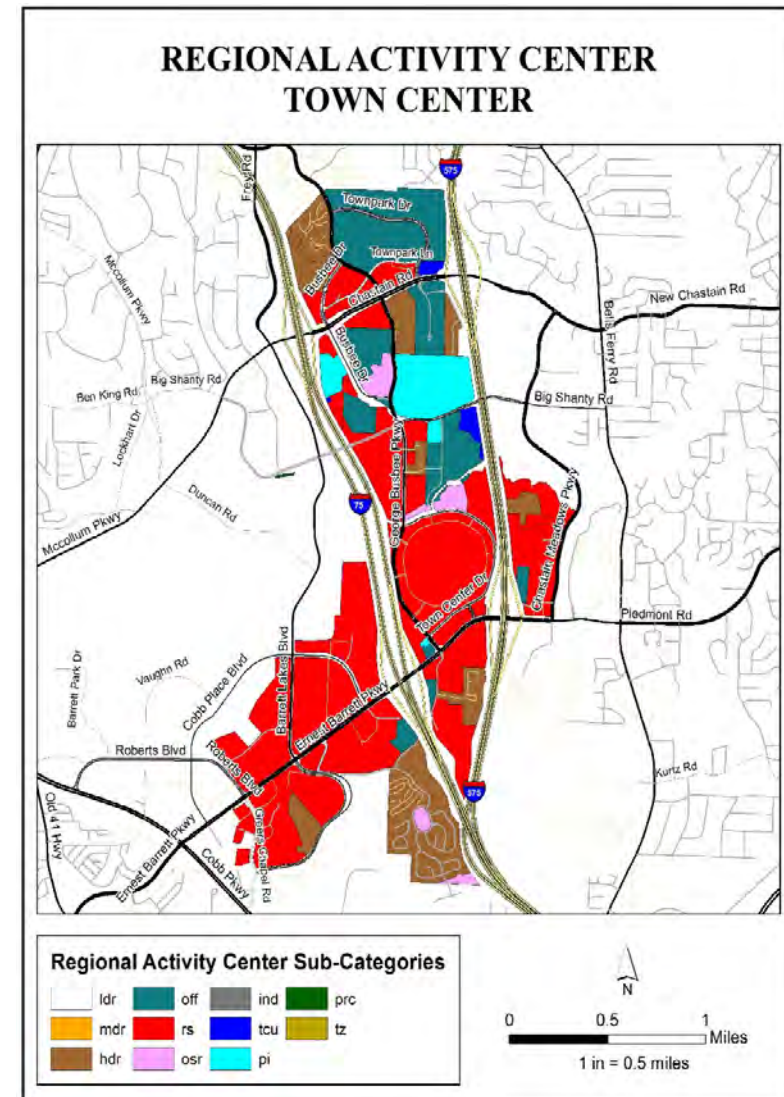 REGIONAL ACTIVITY CENTER
TOWN CENTER
575
Frey Rd
Townpark Dr
Mccollum Pkwy
Busbee Dr
Townpark Ln
Chastain Rd
New Chastain Rd
Bells Ferry Rd
Busbee Dr
Ben King Rd
Big Shanty Rd
Big Shanty Rd
Lockhart Dr
George Busbee Pkwy
Duncan Rd
75
Mccollum Pkwy
Chastain Meadows Pkwy
Town Center Dr
Piedmont Rd
Barrett Park Dr
Vaughn Rd
Cobb Place Blvd
Barrett Lakes Blvd
Ernest Barrett Pkwy
Roberts Blvd
Roberts Blvd
Kurtz Rd
575
Old 41 Hwy
Greers Chapel Rd
Ernest Barrett Pkwy
Cobb Pkwy
Regional Activity Center Sub-Categories
ldr off ind prc
mdr rs tcu tz
hdr osr pi
N
0 0.5 1
Miles
1 in = 0.5 miles